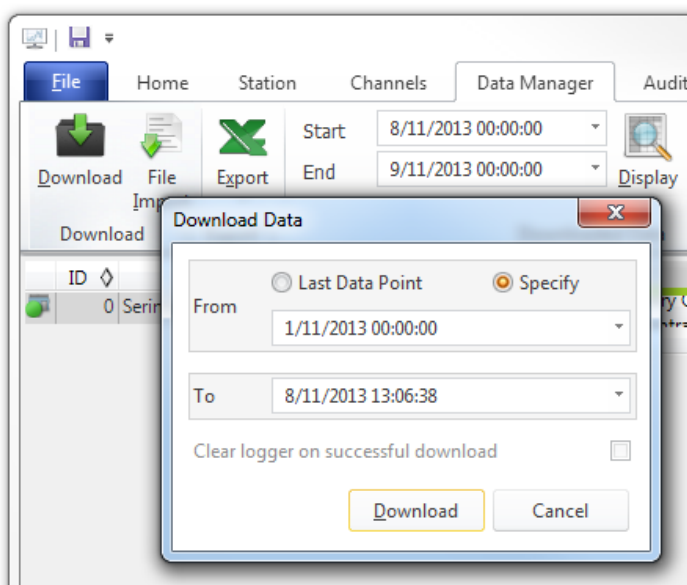 File Home Station Channels Data Manager Audit
Start 8/11/2013 00:00:00
Download File Export End 9/11/2013 00:00:00 Display
Download
Download Data
ID
0
Last Data Point Specify
From
1/11/2013 00:00:00
To 8/11/2013 13:06:38
Clear logger on successful download
Download Cancel